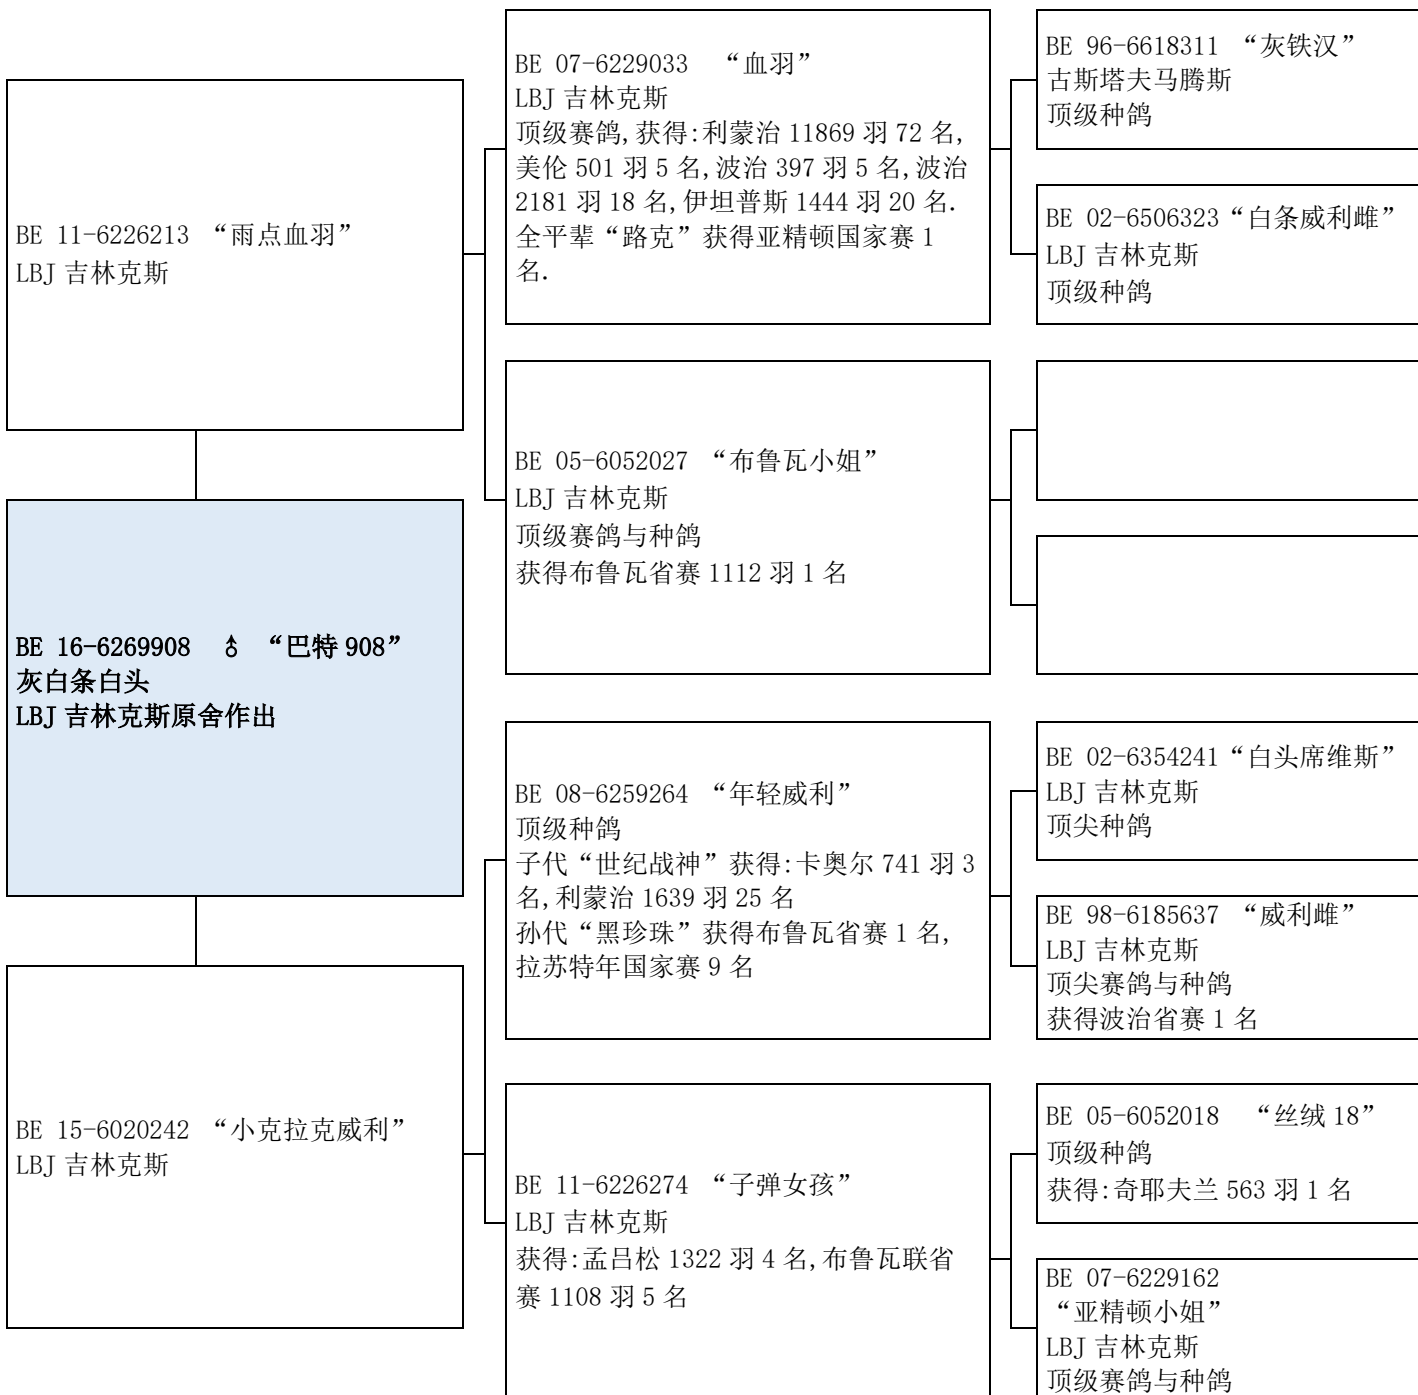 BE 11-6226213 “雨点血羽”
LBJ 吉林克斯
BE 16-6269908 ♂ “巴特 908”
灰白条白头
LBJ 吉林克斯原舍作出
BE 15-6020242 “小克拉克威利”
LBJ 吉林克斯
BE 07-6229033 “血羽”
LBJ 吉林克斯
顶级赛鸽,获得:利蒙治 11869 羽 72 名,
美伦 501 羽 5 名,波治 397 羽 5 名,波治
2181 羽 18 名,伊坦普斯 1444 羽 20 名.
全平辈“路克”获得亚精顿国家赛 1
名.
BE 05-6052027 “布鲁瓦小姐”
LBJ 吉林克斯
顶级赛鸽与种鸽
获得布鲁瓦省赛 1112 羽 1 名
BE 08-6259264 “年轻威利”
顶级种鸽
子代“世纪战神”获得:卡奥尔 741 羽 3
名,利蒙治 1639 羽 25 名
孙代“黑珍珠”获得布鲁瓦省赛 1 名,
拉苏特年国家赛 9 名
BE 11-6226274 “子弹女孩”
LBJ 吉林克斯
获得:孟吕松 1322 羽 4 名,布鲁瓦联省
赛 1108 羽 5 名
BE 96-6618311 “灰铁汉”
古斯塔夫马腾斯
顶级种鸽
BE 02-6506323“白条威利雌”
LBJ 吉林克斯
顶级种鸽
BE 02-6354241“白头席维斯”
LBJ 吉林克斯
顶尖种鸽
BE 98-6185637 “威利雌”
LBJ 吉林克斯
顶尖赛鸽与种鸽
获得波治省赛 1 名
BE 05-6052018 “丝绒 18”
顶级种鸽
获得:奇耶夫兰 563 羽 1 名
BE 07-6229162
“亚精顿小姐”
LBJ 吉林克斯
顶级赛鸽与种鸽